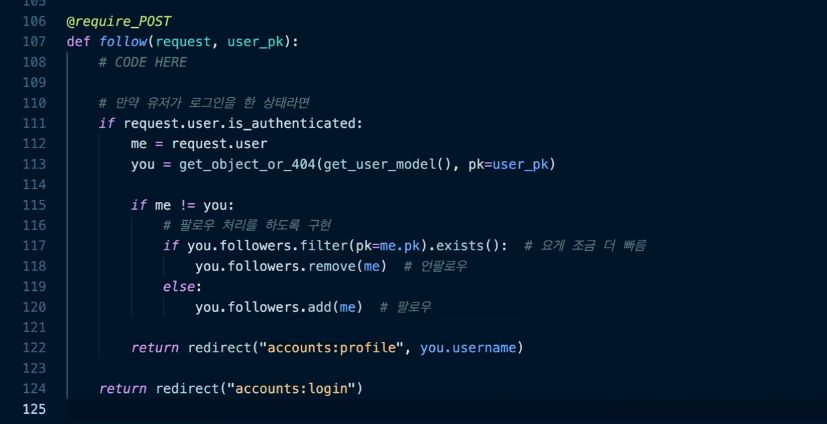 105
106 @require_POST
107 def follow(request, user_pk):
108     # CODE HERE
109
110     # 만약 유저가 로그인을 한 상태라면
111     if request.user.is_authenticated:
112         me = request.user
113         you = get_object_or_404(get_user_model(), pk=user_pk)
114
115         if me != you:
116             # 팔로우 처리를 하도록 구현
117             if you.followers.filter(pk=me.pk).exists():  # 요게 조금 더 빠름
118                 you.followers.remove(me)  # 언팔로우
119             else:
120                 you.followers.add(me)  # 팔로우
121
122         return redirect("accounts:profile", you.username)
123
124     return redirect("accounts:login")
125